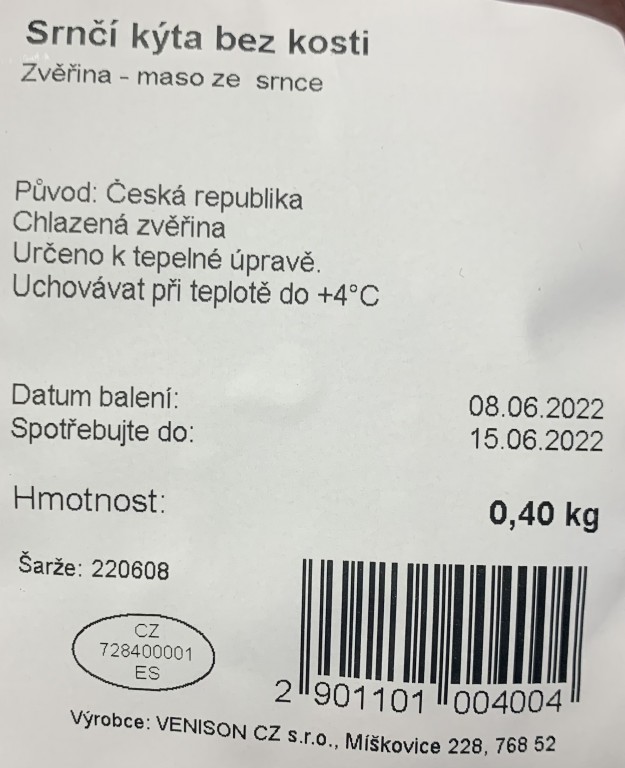 Srnčí kýta bez kosti
Zvěřina - maso ze srnce
Původ: Česká republika
Chlazená zvěřina
Určeno k tepelné úpravě.
Uchovávat při teplotě do +4°C
Datum balení: 08.06.2022
Spotřebujte do: 15.06.2022
Hmotnost: 0,40 kg
Šarže: 220608
CZ
728400001
ES
2 901101 004004
Výrobce: VENISON CZ s.r.o., Míškovice 228, 768 52